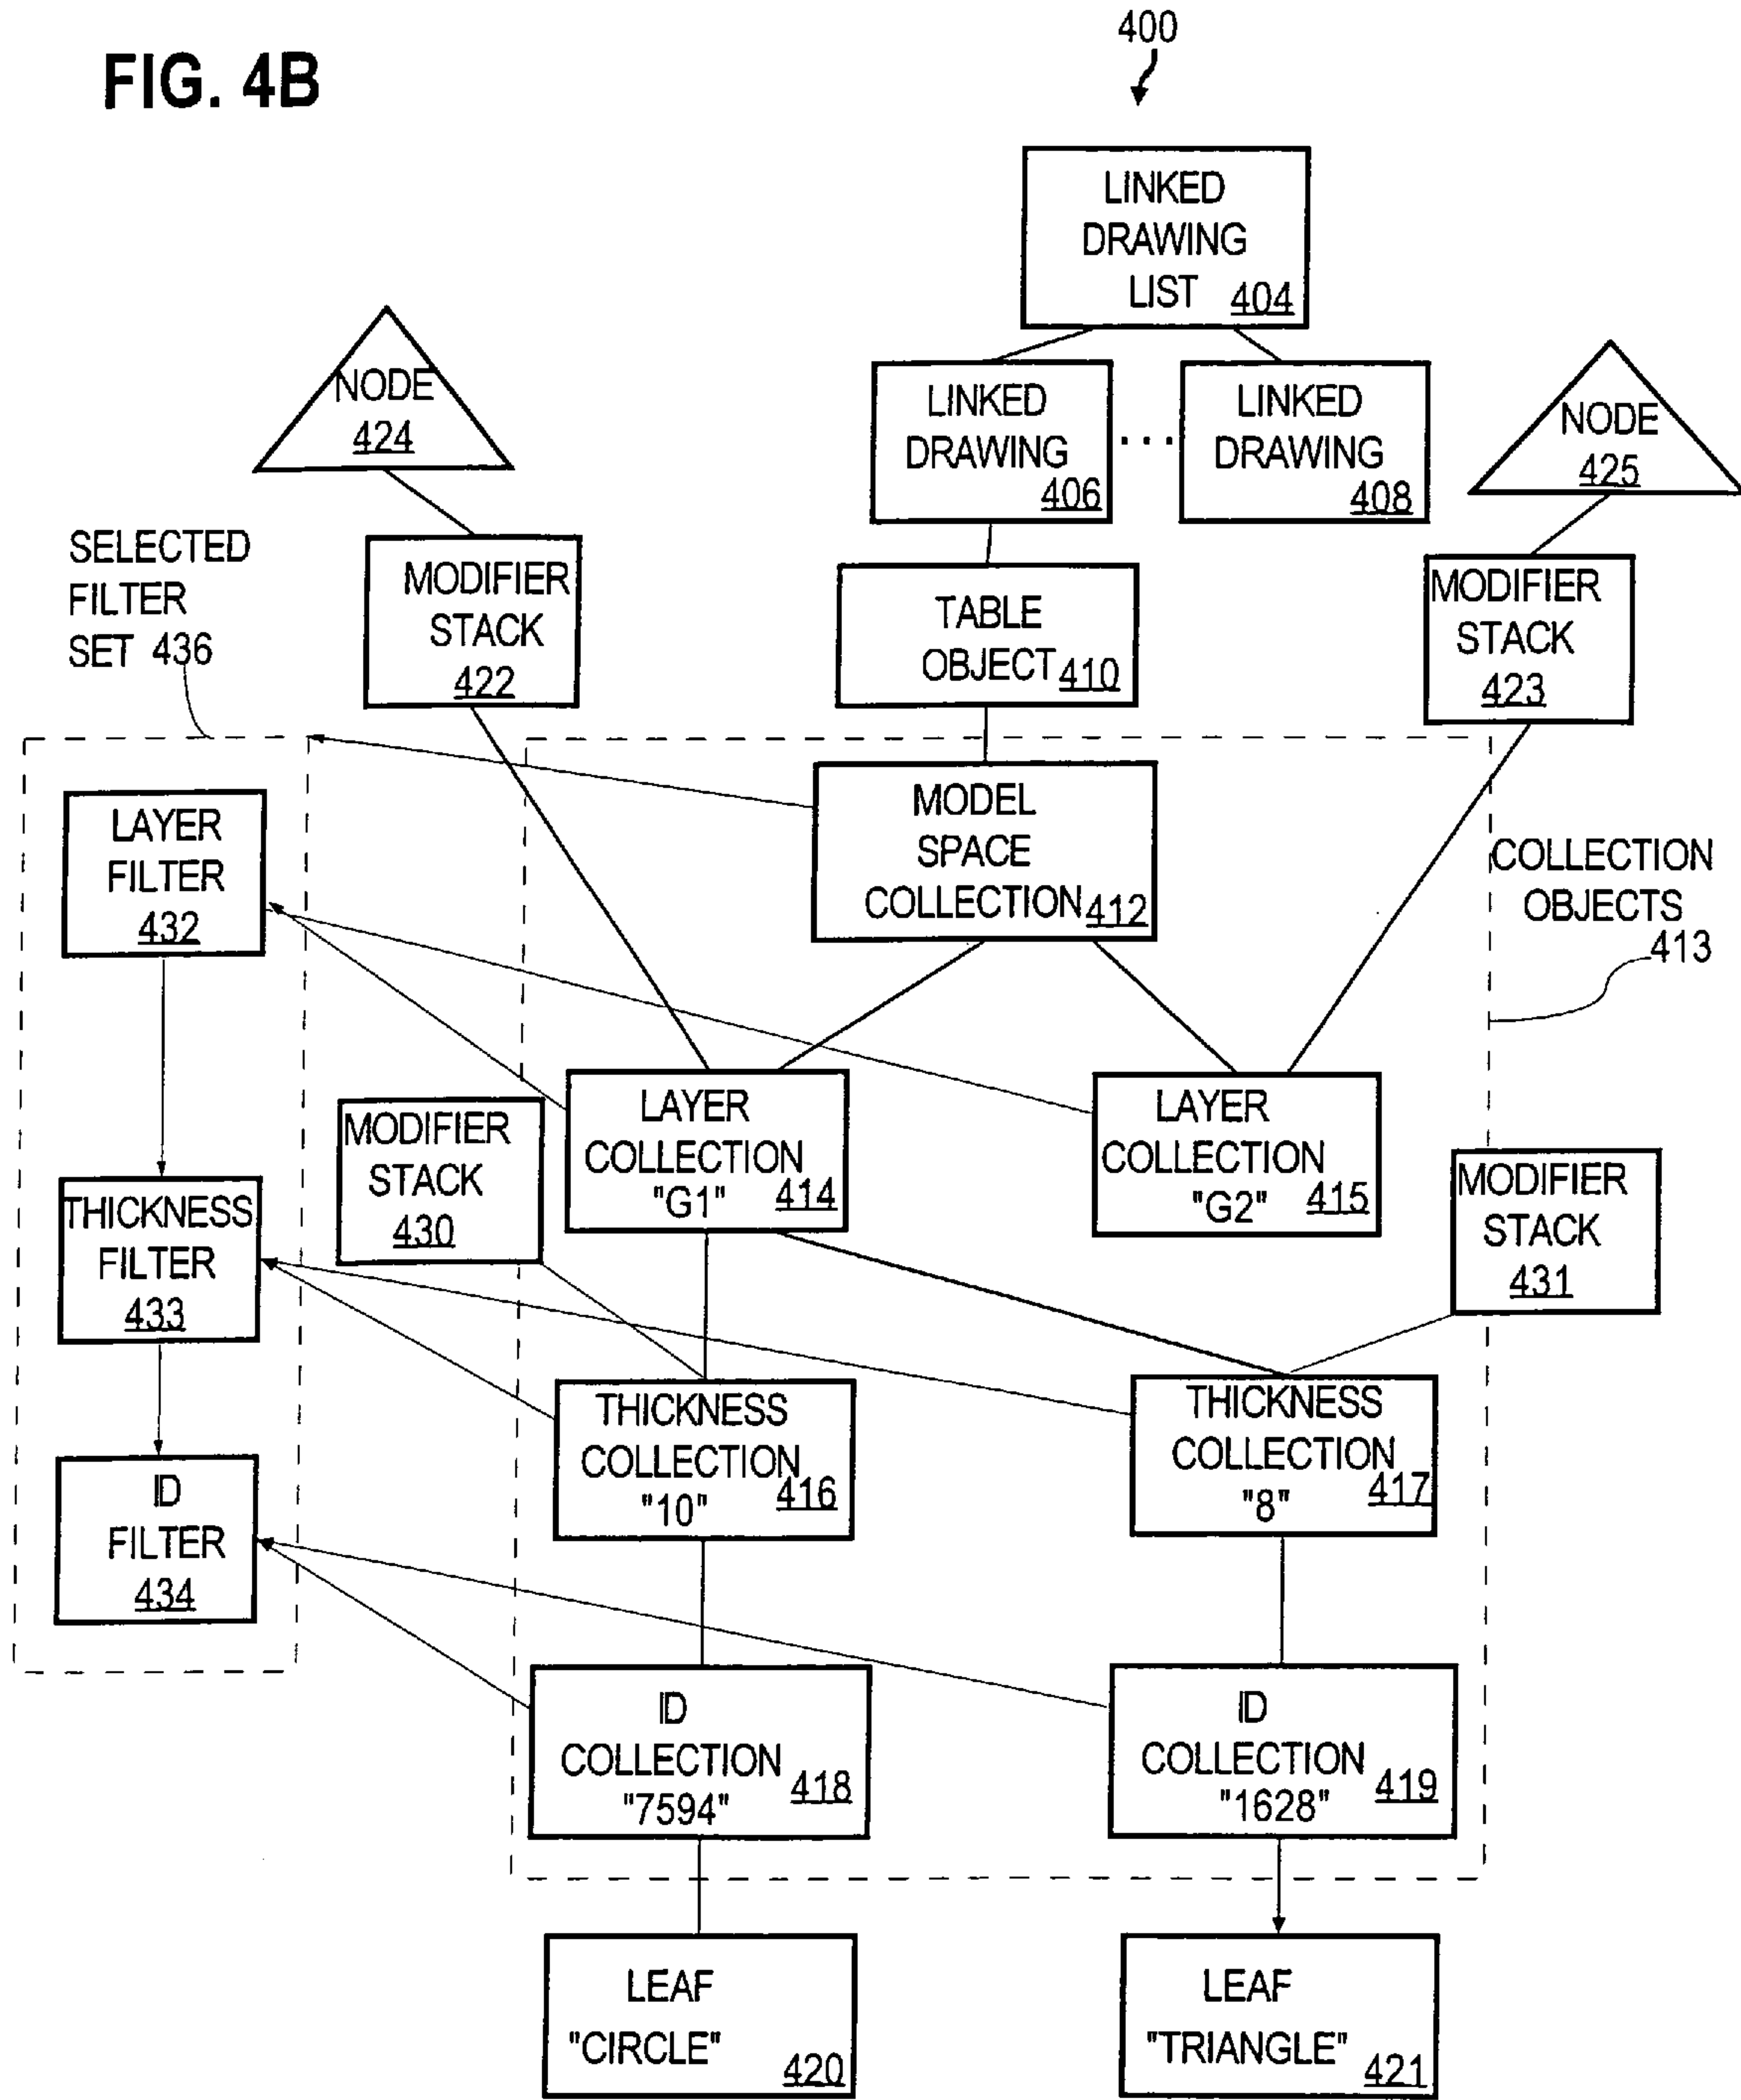 FIG. 4B
400
LINKED
DRAWING
LIST 404
NODE
424
LINKED
DRAWING
406
...
LINKED
DRAWING
408
NODE
425
SELECTED
FILTER
SET 436
MODIFIER
STACK
422
TABLE
OBJECT 410
MODIFIER
STACK
423
LAYER
FILTER
432
MODEL
SPACE
COLLECTION 412
COLLECTION
OBJECTS
413
MODIFIER
STACK
430
LAYER
COLLECTION
"G1" 414
LAYER
COLLECTION
"G2" 415
MODIFIER
STACK
431
THICKNESS
FILTER
433
THICKNESS
COLLECTION
"10" 416
THICKNESS
COLLECTION
"8" 417
ID
FILTER
434
ID
COLLECTION
"7594" 418
ID
COLLECTION
"1628" 419
LEAF
"CIRCLE" 420
LEAF
"TRIANGLE" 421